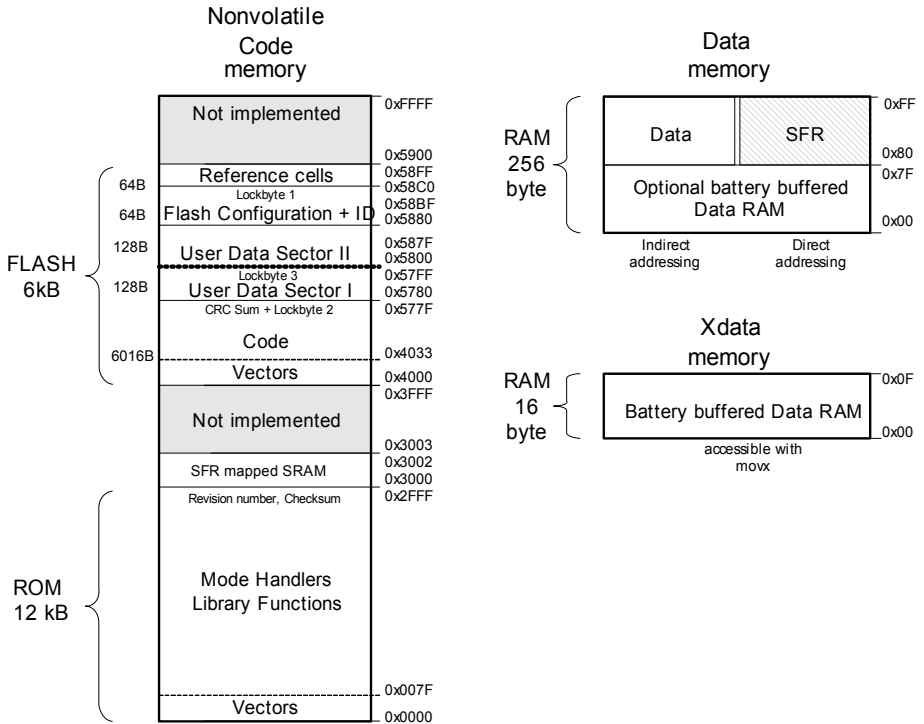 Nonvolatile
Code
memory
0xFFFF
Not implemented
0x5900
0x58FF
Reference cells
64B
0x58C0
Lockbyte 1
0x58BF
64B
Flash Configuration + ID
0x5880
128B
0x587F
User Data Sector II
0x5800
Lockbyte 3
0x57FF
128B
User Data Sector I
0x5780
CRC Sum + Lockbyte 2
0x577F
FLASH
6kB
Code
6016B
0x4033
Vectors
0x4000
0x3FFF
Not implemented
0x3003
0x3002
SFR mapped SRAM
0x3000
Revision number, Checksum
0x2FFF
ROM
12 kB
Mode Handlers
Library Functions
0x007F
Vectors
0x0000
Data
memory
0xFF
RAM
256
byte
Data
SFR
0x80
0x7F
Optional battery buffered
Data RAM
0x00
Indirect
addressing
Direct
addressing
Xdata
memory
0x0F
RAM
16
byte
Battery buffered Data RAM
0x00
accessible with
movx